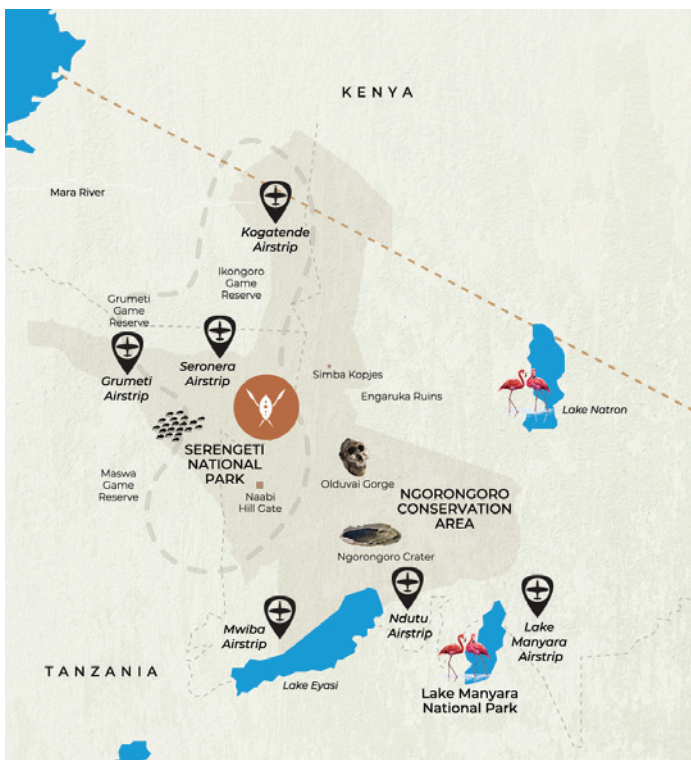 KENYA
Mara River
Kogatende
Airstrip
Ikongoro
Game
Reserve
Grumeti
Game
Reserve
Seronera
Airstrip
Grumeti
Airstrip
Simba Kopjes
Engaruka Ruins
Lake Natron
SERENGETI
NATIONAL
PARK
Maswa
Game
Reserve
Naabi
Hill Gate
Olduvai Gorge
NGORONGORO
CONSERVATION
AREA
Ngorongoro Crater
Mwiba
Airstrip
Ndutu
Airstrip
Lake
Manyara
Airstrip
TANZANIA
Lake Eyasi
Lake Manyara
National Park